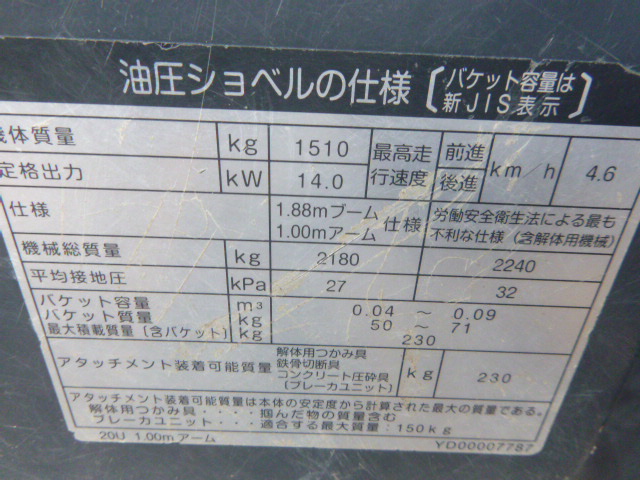 油圧ショベルの仕様 〔バケット容量は
新JIS表示〕
機体質量 kg 1510 最高走行速度 前進 後進 km/h 4.6
定格出力 kW 14.0
仕様 1.88mブーム 1.00mアーム 仕様 労働安全衛生法による最も
不利な仕様 (含解体用機械)
機械総質量 kg 2180 2240
平均接地圧 kPa 27 32
バケット容量 m³ 0.04 ~ 0.09
バケット質量 kg 50 ~ 71
最大積載質量 (含バケット) kg 230
アタッチメント装着可能質量 解体用つかみ具
鉄骨切断具
コンクリート圧砕具
〔ブレーカユニット〕 kg 230
アタッチメント装着可能質量は本体の安定度から計算された最大の質量である。
解体用つかみ具・・・・掴んだ物の質量含む
ブレーカユニット・・・・適合する最大質量:150kg
20U 1.00mアーム YD00007787